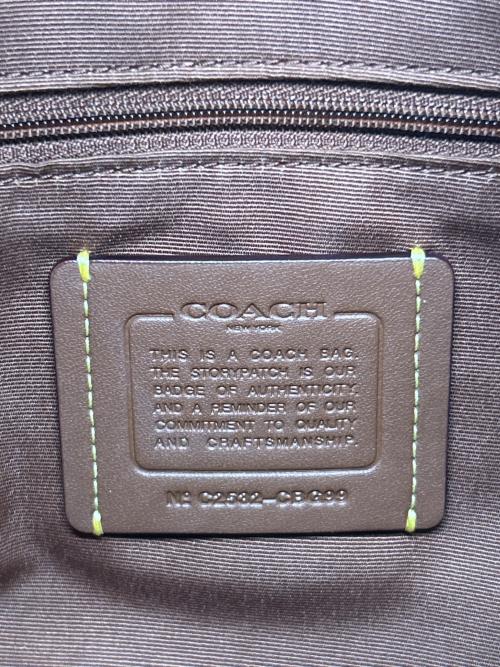 COACH
NEW YORK
THIS IS A COACH BAG.
THE STORYPATCH IS OUR
BADGE OF AUTHENTICITY
AND A REMINDER OF OUR
COMMITMENT TO QUALITY
AND CRAFTSMANSHIP.
Nº C2532-CBG99